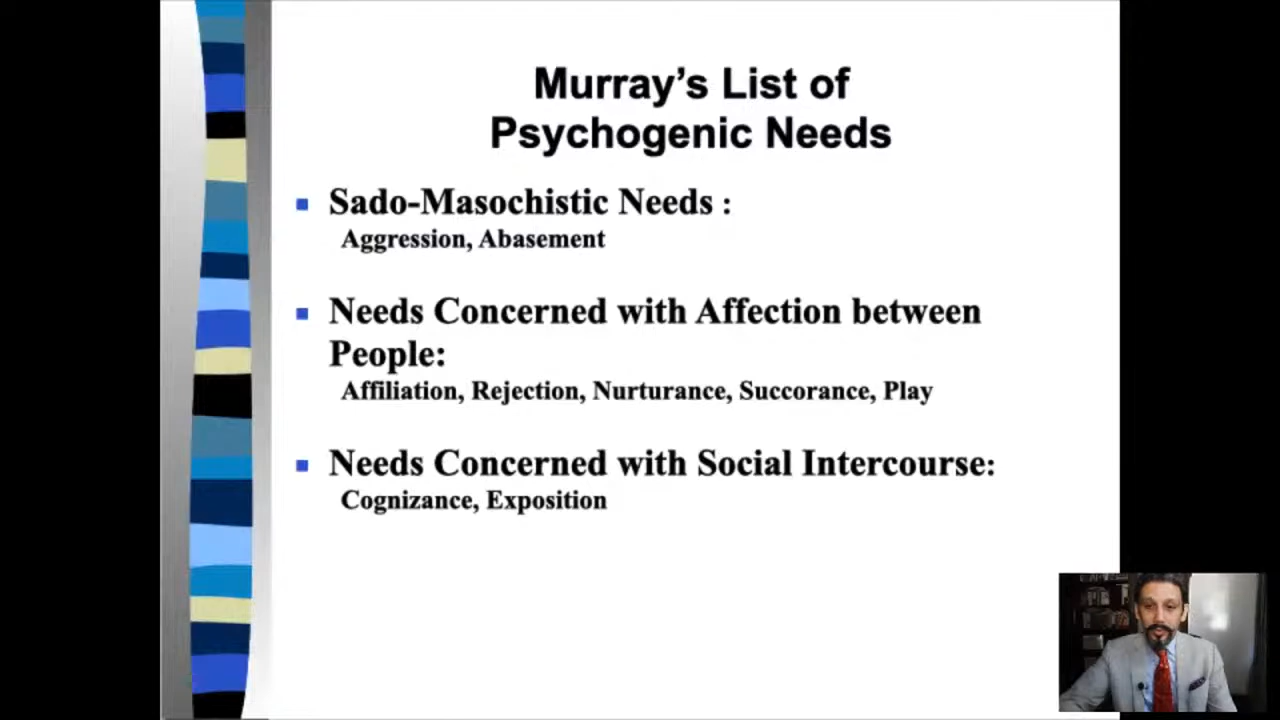 Murray’s List of
Psychogenic Needs
Sado-Masochistic Needs :
Aggression, Abasement
Needs Concerned with Affection between
People:
Affiliation, Rejection, Nurturance, Succorance, Play
Needs Concerned with Social Intercourse:
Cognizance, Exposition